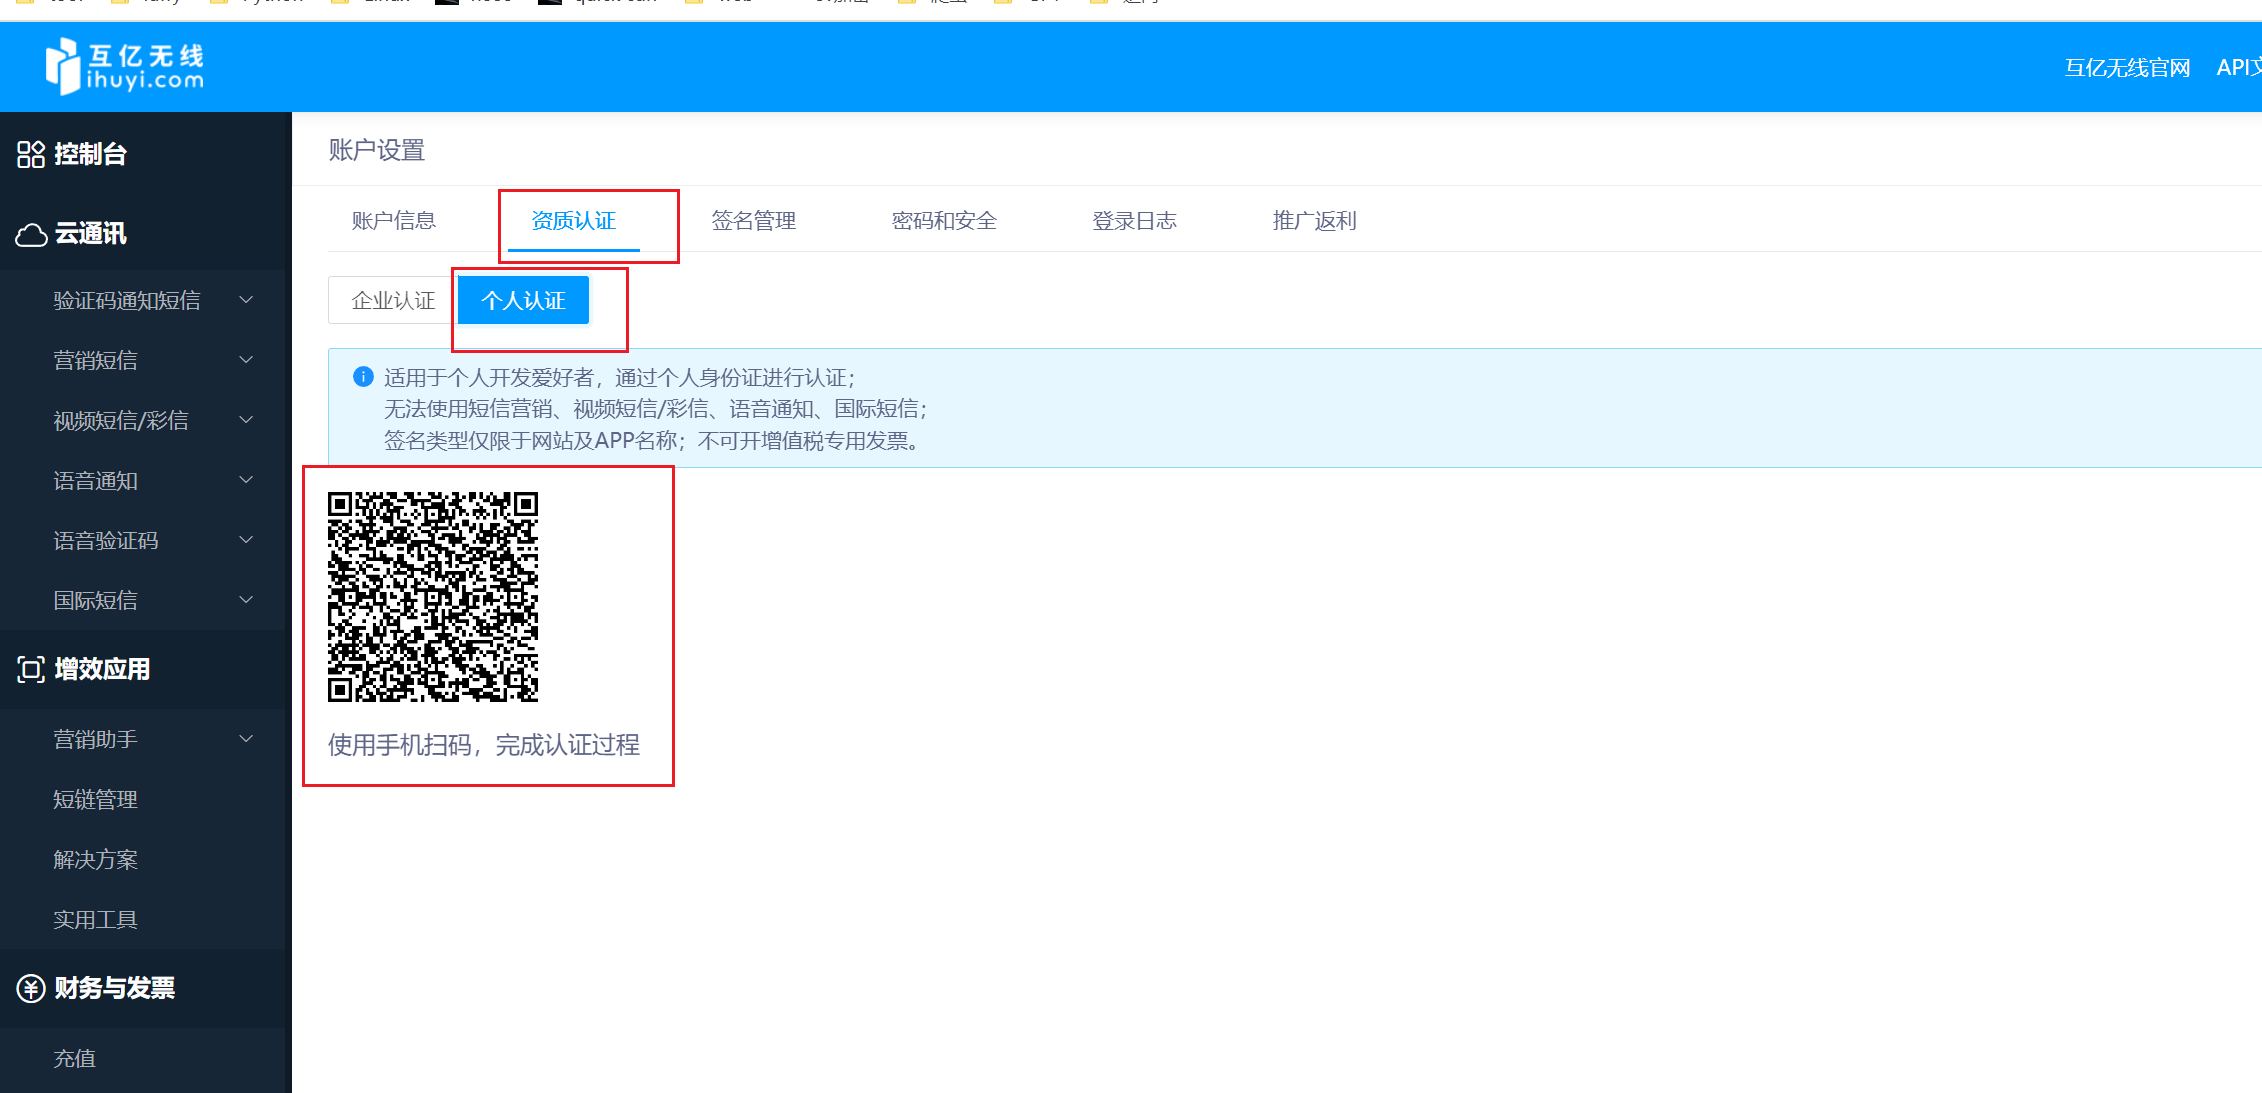 互亿无线
ihuyi.com
互亿无线官网
控制台
云通讯
验证码通知短信
营销短信
视频短信/彩信
语音通知
语音验证码
国际短信
增效应用
营销助手
短链管理
解决方案
实用工具
财务与发票
充值
账户设置
账户信息
资质认证
签名管理
密码和安全
登录日志
推广返利
企业认证
个人认证
适用于个人开发爱好者，通过个人身份证进行认证；
无法使用短信营销、视频短信/彩信、语音通知、国际短信；
签名类型仅限于网站及APP名称；不可开增值税专用发票。
使用手机扫码，完成认证过程